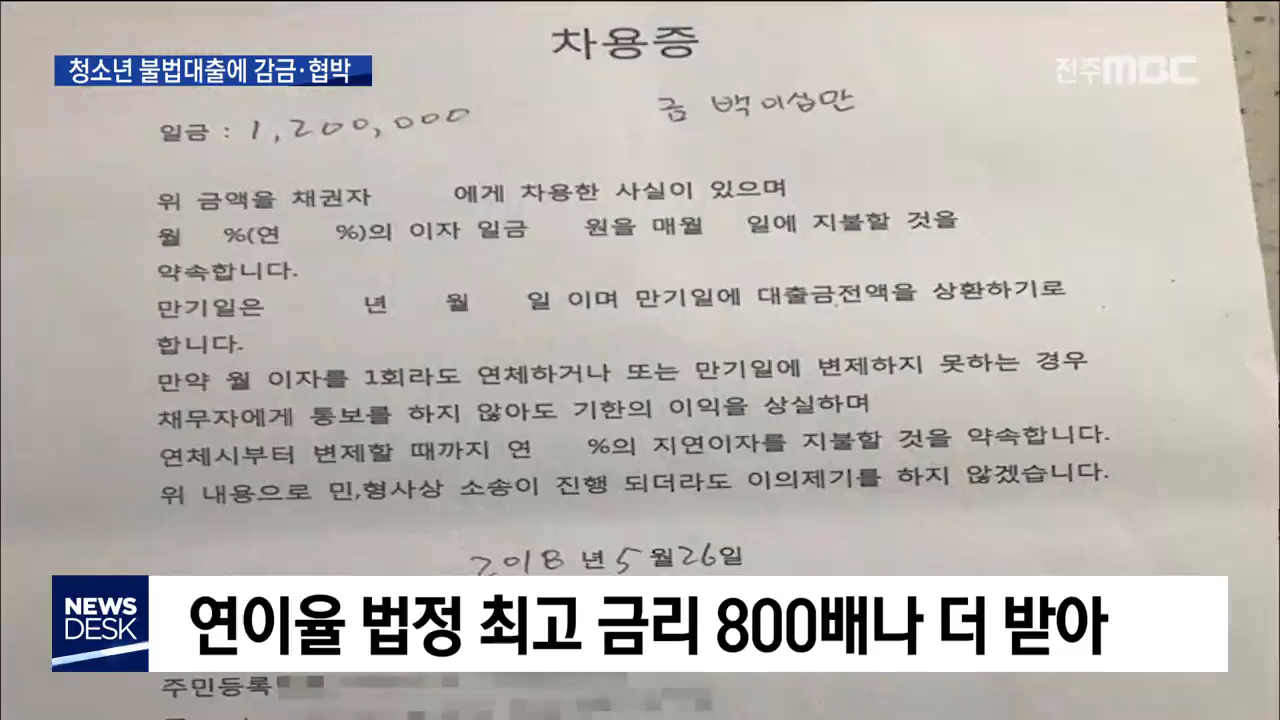 차용증
청소년 불법대출에 감금·협박
전주MBC
일금 : 1,200,000 금 백이십만
위 금액을 채권자 에게 차용한 사실이 있으며
월 %(연 %)의 이자 일금 원을 매월 일에 지불할 것을
약속합니다.
만기일은 년 월 일 이며 만기일에 대출금전액을 상환하기로
합니다.
만약 월 이자를 1회라도 연체하거나 또는 만기일에 변제하지 못하는 경우
채무자에게 통보를 하지 않아도 기한의 이익을 상실하며
연체시부터 변제할 때까지 연 %의 지연이자를 지불할 것을 약속합니다.
위 내용으로 민,형사상 소송이 진행 되더라도 이의제기를 하지 않겠습니다.
2018 년 5 월 26 일
NEWS
DESK
연이율 법정 최고 금리 800배나 더 받아
주민등록